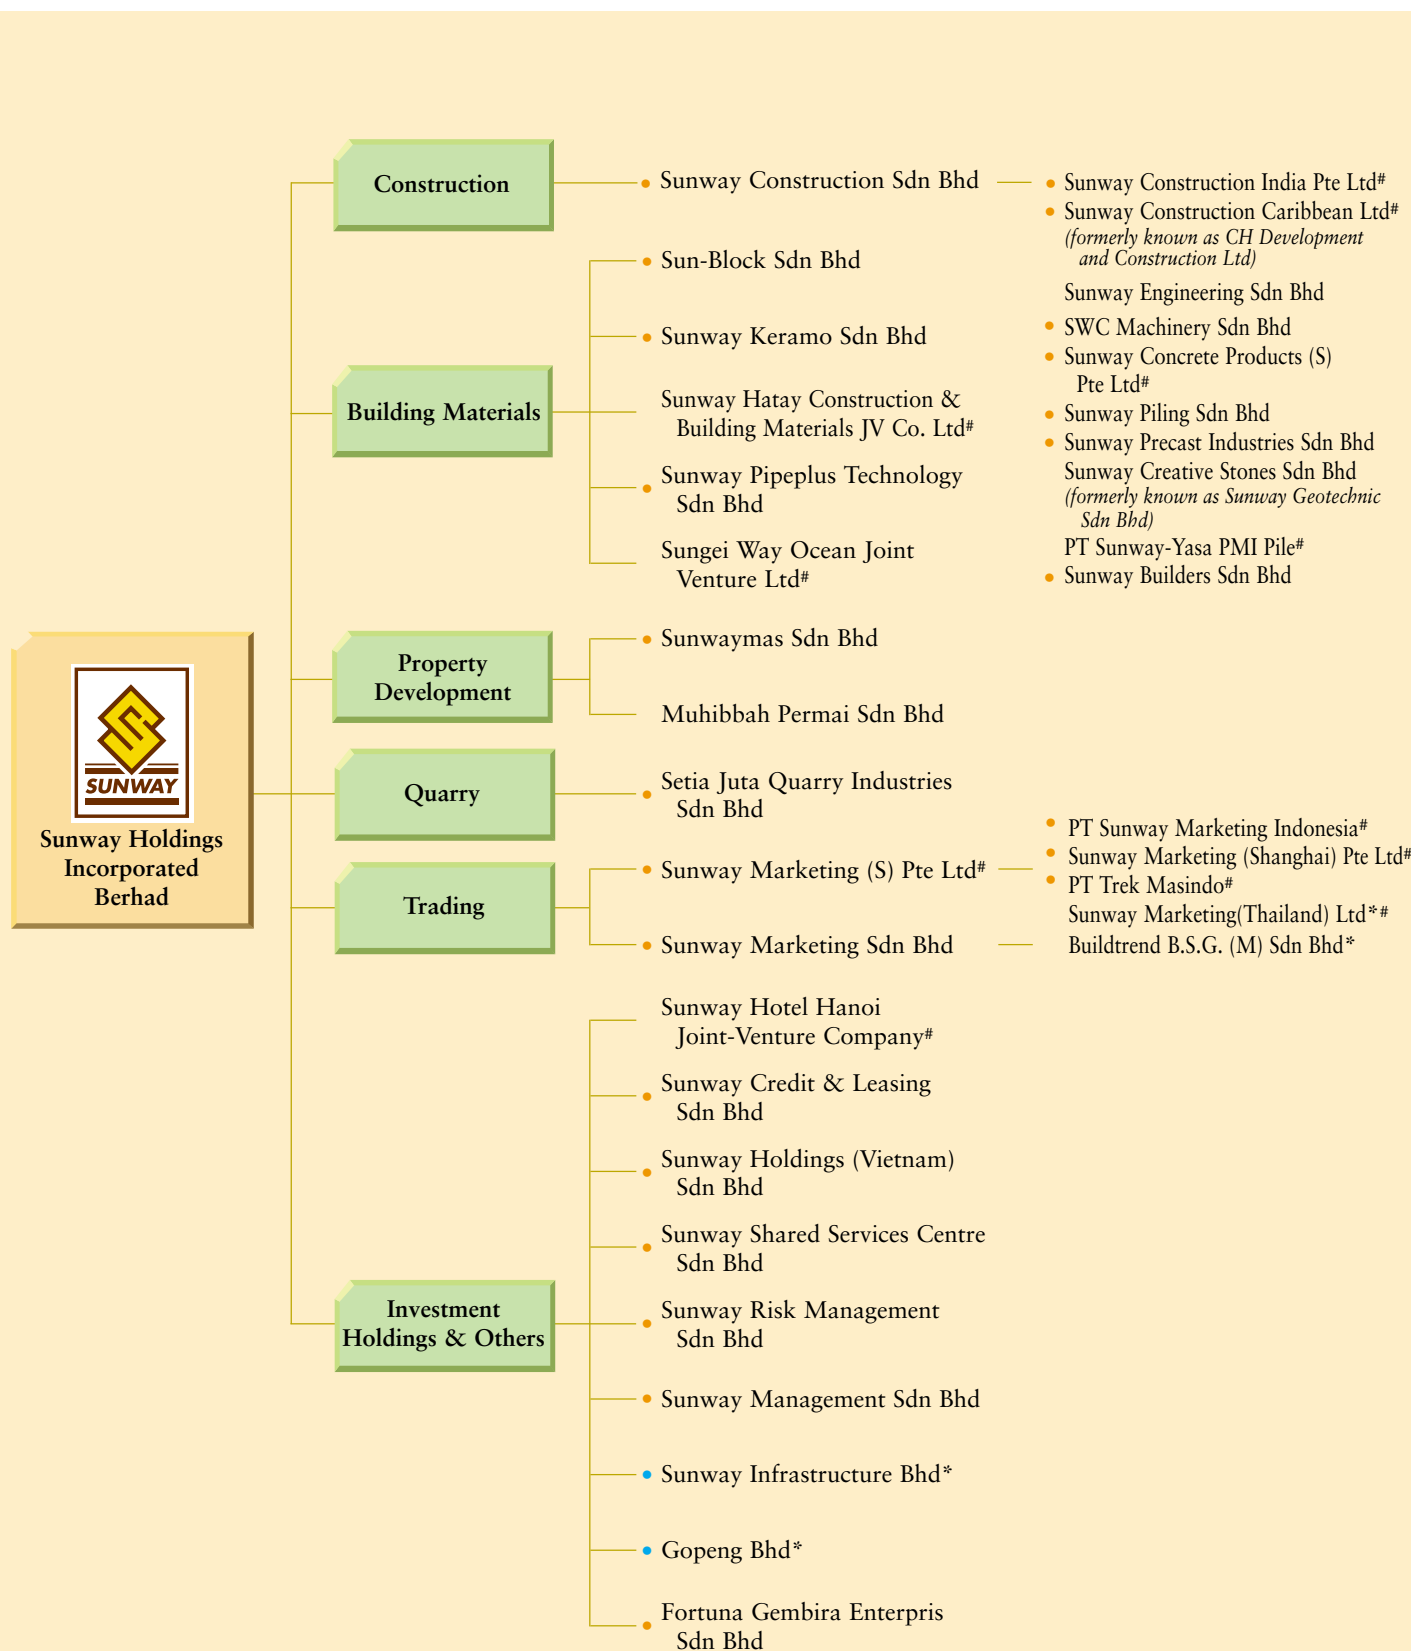 SUNWAY
Sunway Holdings
Incorporated
Berhad
Construction
Sunway Construction Sdn Bhd
Sunway Construction India Pte Ltd#
Sunway Construction Caribbean Ltd#
(formerly known as CH Development
and Construction Ltd)
Sunway Engineering Sdn Bhd
SWC Machinery Sdn Bhd
Sunway Concrete Products (S)
Pte Ltd#
Sunway Piling Sdn Bhd
Sunway Precast Industries Sdn Bhd
Sunway Creative Stones Sdn Bhd
(formerly known as Sunway Geotechnic
Sdn Bhd)
PT Sunway-Yasa PMI Pile#
Sunway Builders Sdn Bhd
Building Materials
Sun-Block Sdn Bhd
Sunway Keramo Sdn Bhd
Sunway Hatay Construction &
Building Materials JV Co. Ltd#
Sunway Pipeplus Technology
Sdn Bhd
Sungei Way Ocean Joint
Venture Ltd#
Property
Development
Sunwaymas Sdn Bhd
Muhibbah Permai Sdn Bhd
Quarry
Setia Juta Quarry Industries
Sdn Bhd
Trading
Sunway Marketing (S) Pte Ltd#
PT Sunway Marketing Indonesia#
Sunway Marketing (Shanghai) Pte Ltd#
PT Trek Masindo#
Sunway Marketing(Thailand) Ltd*#
Sunway Marketing Sdn Bhd
Buildtrend B.S.G. (M) Sdn Bhd*
Investment
Holdings & Others
Sunway Hotel Hanoi
Joint-Venture Company#
Sunway Credit & Leasing
Sdn Bhd
Sunway Holdings (Vietnam)
Sdn Bhd
Sunway Shared Services Centre
Sdn Bhd
Sunway Risk Management
Sdn Bhd
Sunway Management Sdn Bhd
Sunway Infrastructure Bhd*
Gopeng Bhd*
Fortuna Gembira Enterpris
Sdn Bhd